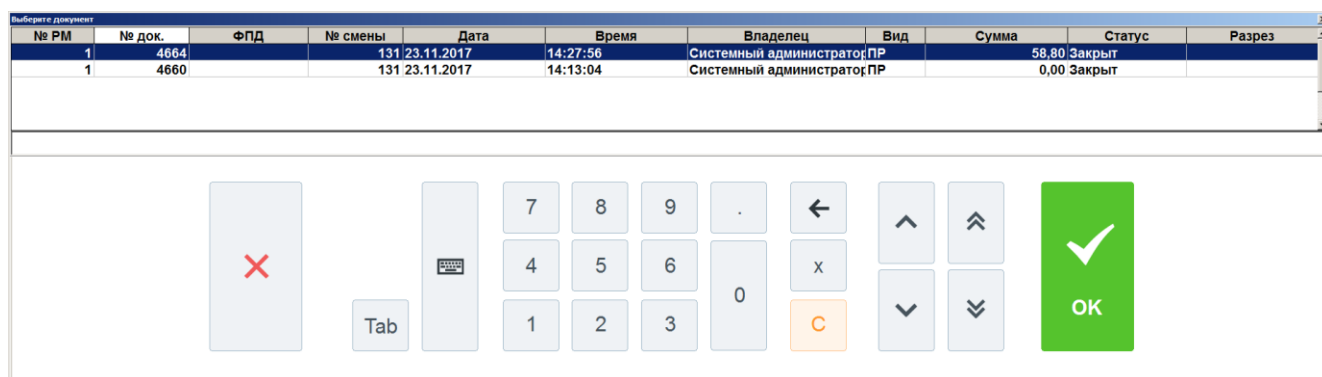 Выберите документ
№ РМ № док. ФПД № смены Дата Время Владелец Вид Сумма Статус Разрез
1 4664 131 23.11.2017 14:27:56 Системный администратор ПР 58,80 Закрыт
1 4660 131 23.11.2017 14:13:04 Системный администратор ПР 0,00 Закрыт
7 8 9 .
4 5 6 x
0
Tab 1 2 3 C
OK